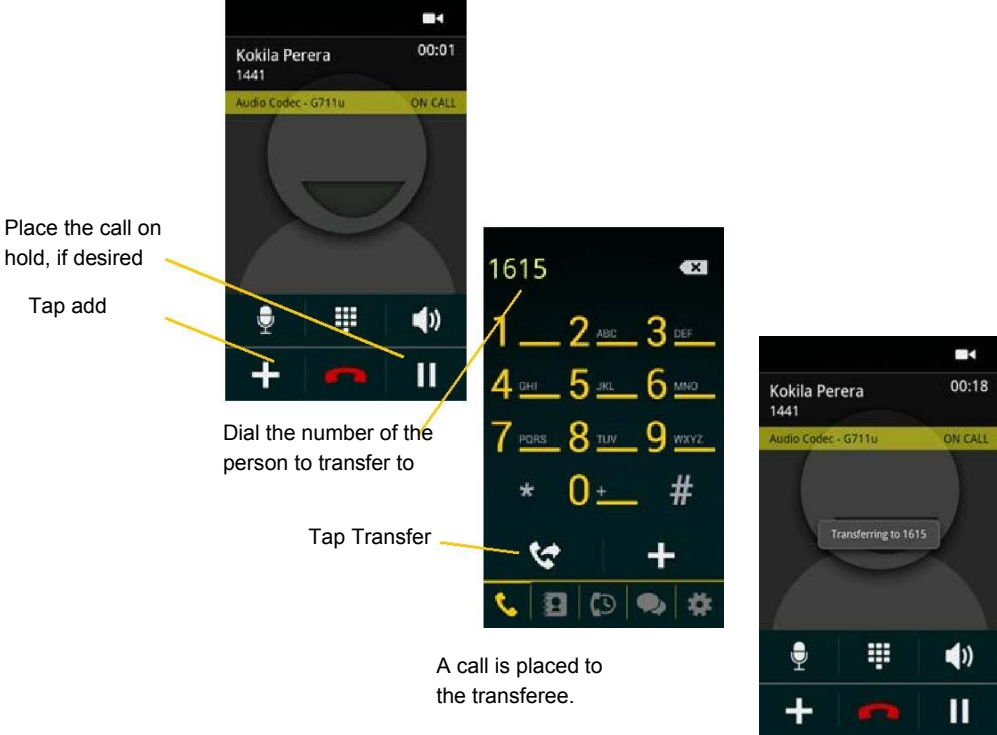 Kokila Perera 00:01
1441
Audio Codec - G711u ON CALL
Place the call on
hold, if desired
Tap add
1615
1 2 ABC 3 DEF
4 GHI 5 JKL 6 MNO
7 PQRS 8 TUV 9 WXYZ
* 0 + #
Dial the number of the
person to transfer to
Tap Transfer
A call is placed to
the transferee.
Kokila Perera 00:18
1441
Audio Codec - G711u ON CALL
Transferring to 1615